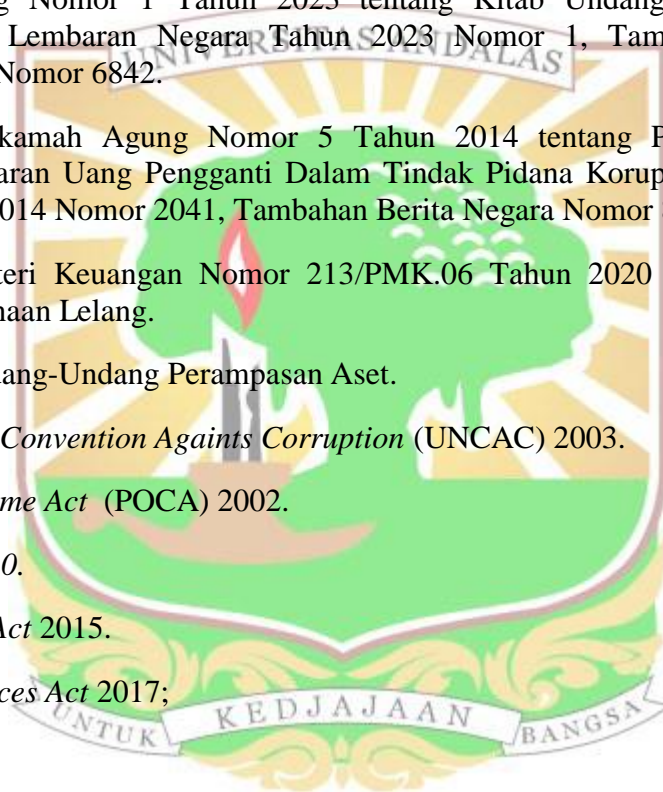 Nomor 1 Tahun 2023 tentang Kitab Undang
Lembaran Negara Tahun 2023 Nomor 1, Tam
UNIVERSITAS ANDALAS
Nomor 6842.
kamah Agung Nomor 5 Tahun 2014 tentang P
aran Uang Pengganti Dalam Tindak Pidana Korup
014 Nomor 2041, Tambahan Berita Negara Nomor
teri Keuangan Nomor 213/PMK.06 Tahun 2020
naan Lelang.
ang-Undang Perampasan Aset.
Convention Againts Corruption (UNCAC) 2003.
me Act (POCA) 2002.
0.
Act 2015.
ces Act 2017;
UNTUK KEDJAJAAN BANGSA